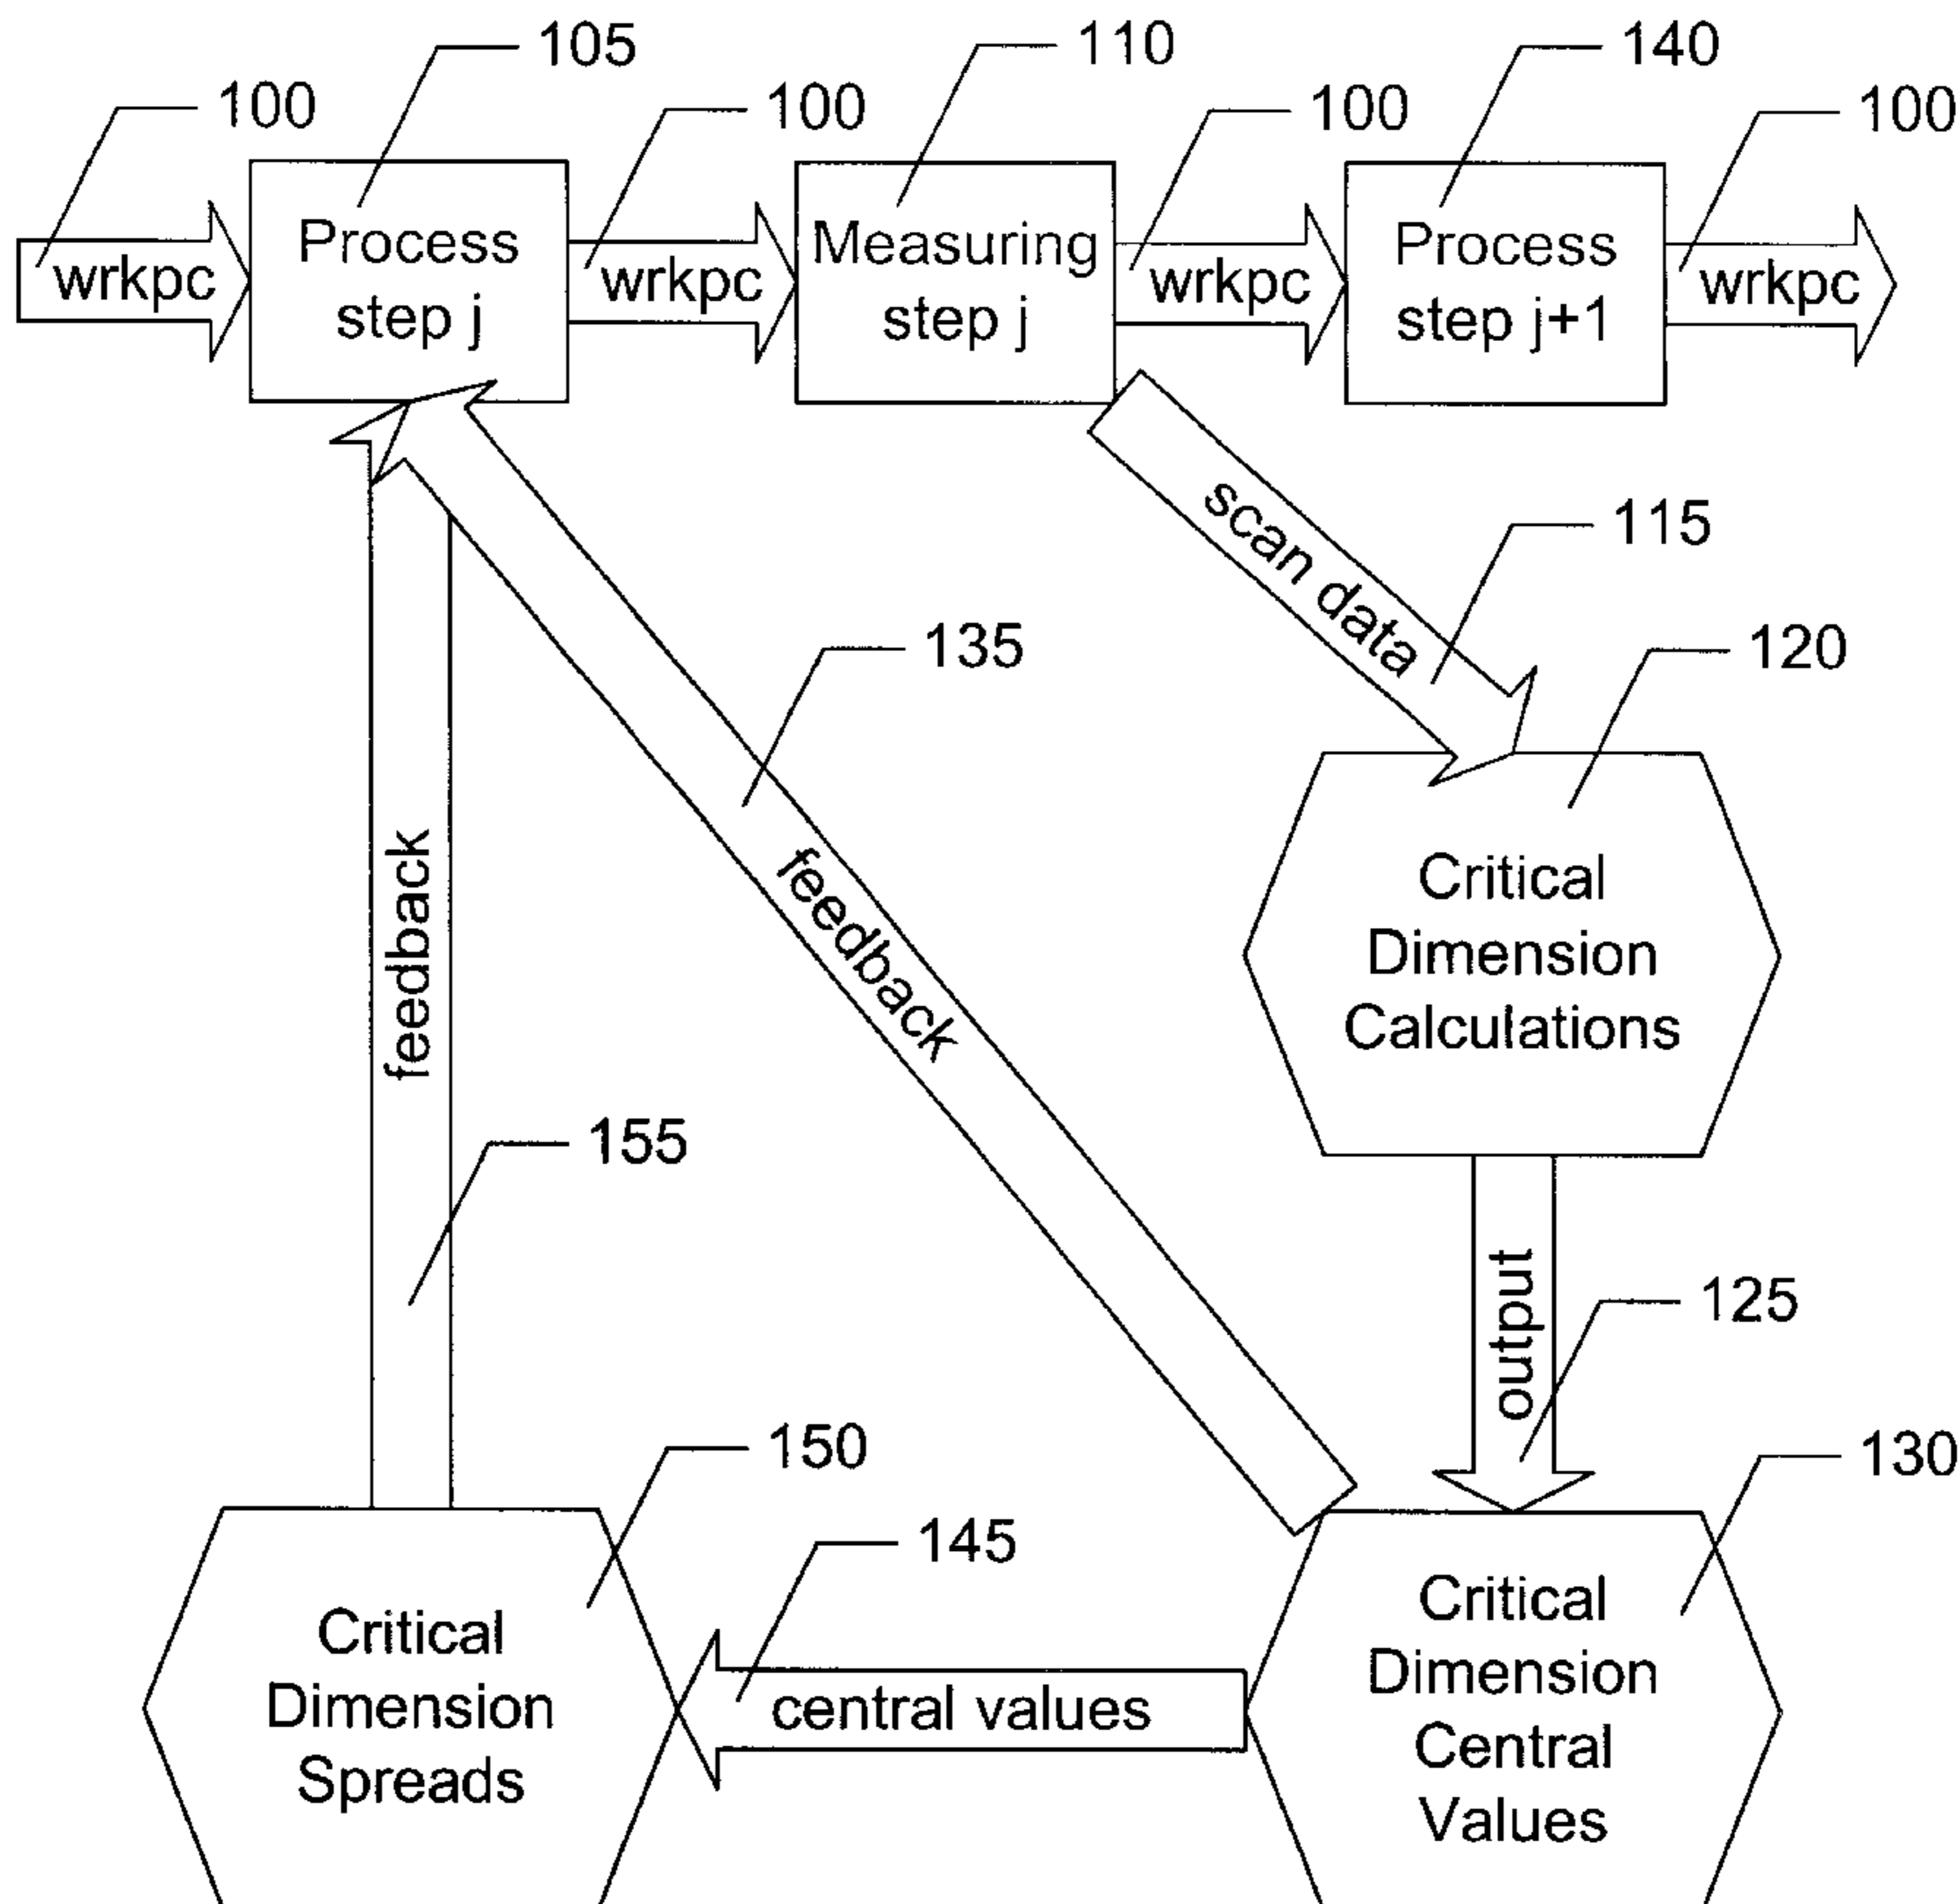 105
110
140
100
100
100
100
Process
step j
Measuring
step j
Process
step j+1
wrkpc
wrkpc
wrkpc
wrkpc
scan data
115
135
120
feedback
feedback
Critical
Dimension
Calculations
155
output
125
150
130
145
Critical
Dimension
Spreads
central values
Critical
Dimension
Central
Values